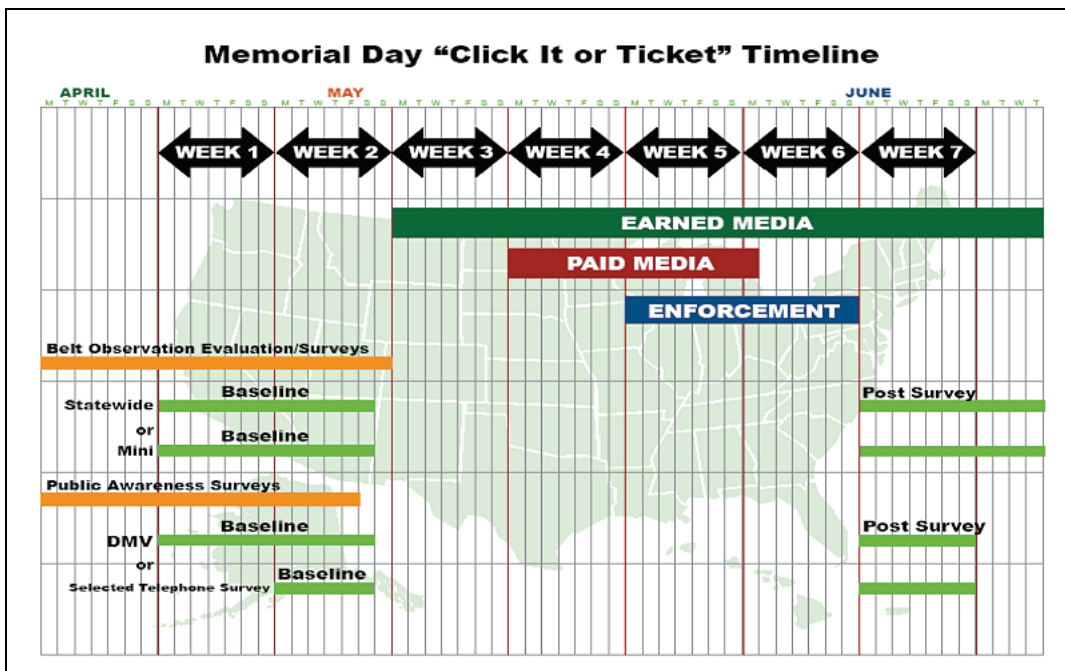 Memorial Day “Click It or Ticket” Timeline
APRIL MAY JUNE
M T W T F S S M T W T F S S M T W T F S S M T W T F S S M T W T F S S M T W T F S S M T W T F S S M T W T F S S M T W T
WEEK 1 WEEK 2 WEEK 3 WEEK 4 WEEK 5 WEEK 6 WEEK 7
EARNED MEDIA
PAID MEDIA
ENFORCEMENT
Belt Observation Evaluation/Surveys
Baseline Post Survey
Statewide
or
Baseline
Mini
Public Awareness Surveys
Baseline Post Survey
DMV
or
Baseline
Selected Telephone Survey